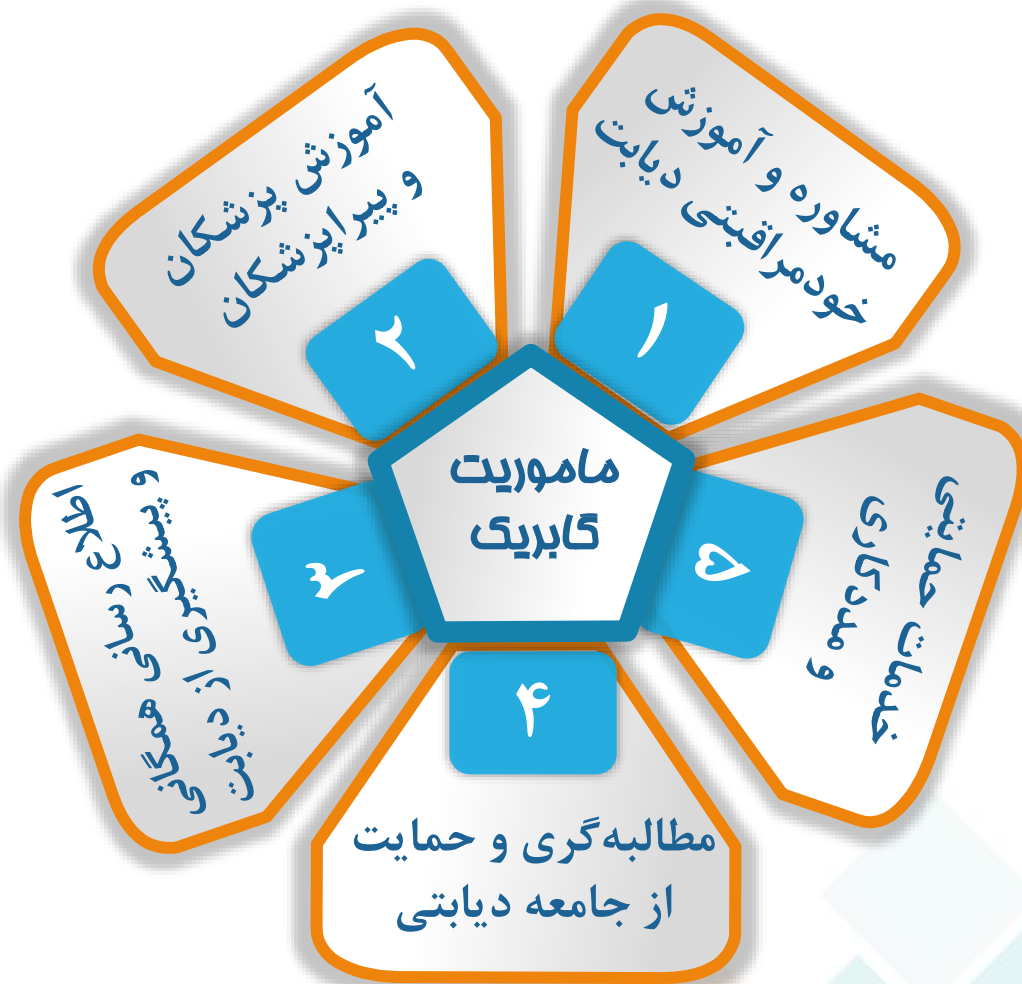 ماموریت
گابریک
۱
مشاوره و آموزش
خودمراقبتی دیابت
۲
آموزش پزشکان
و پیراپزشکان
۳
اطلاع رسانی همگانی
و پیشگیری از دیابت
۴
مطالبه‌گری و حمایت
از جامعه دیابتی
۵
خدمات حمایتی
و مددکاری